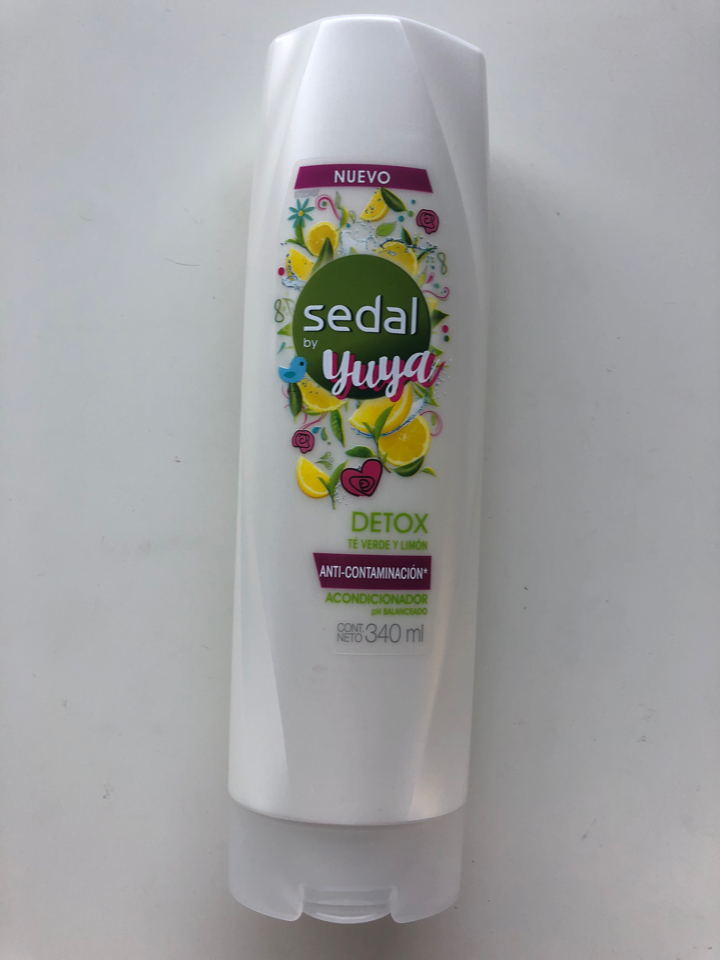 NUEVO
sedal
by
Yuya
DETOX
TÉ VERDE Y LIMÓN
ANTI-CONTAMINACIÓN*
ACONDICIONADOR
pH BALANCEADO
CONT.
NETO 340 ml